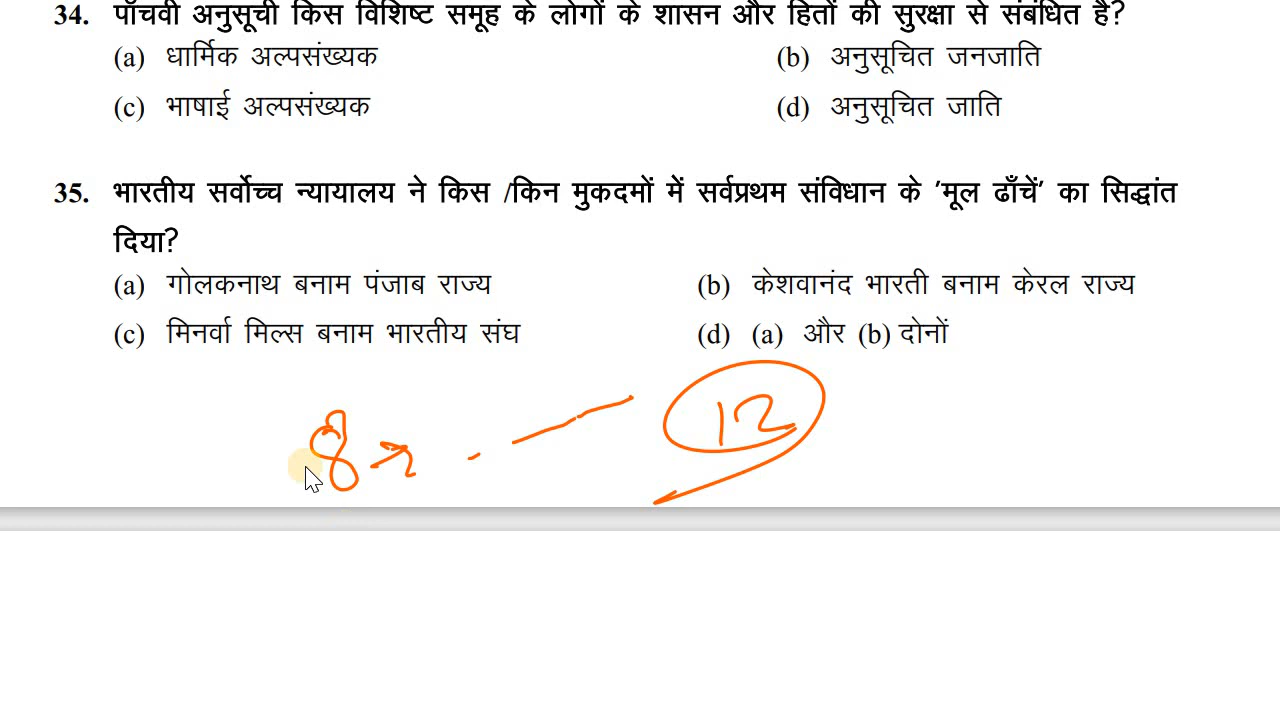 34. पाँचवी अनुसूची किस विशिष्ट समूह के लोगों के शासन और हितों की सुरक्षा से संबंधित है?
(a) धार्मिक अल्पसंख्यक (b) अनुसूचित जनजाति
(c) भाषाई अल्पसंख्यक (d) अनुसूचित जाति
35. भारतीय सर्वोच्च न्यायालय ने किस /किन मुकदमों में सर्वप्रथम संविधान के 'मूल ढाँचें' का सिद्धांत
दिया?
(a) गोलकनाथ बनाम पंजाब राज्य (b) केशवानंद भारती बनाम केरल राज्य
(c) मिनर्वा मिल्स बनाम भारतीय संघ (d) (a) और (b) दोनों
8 12